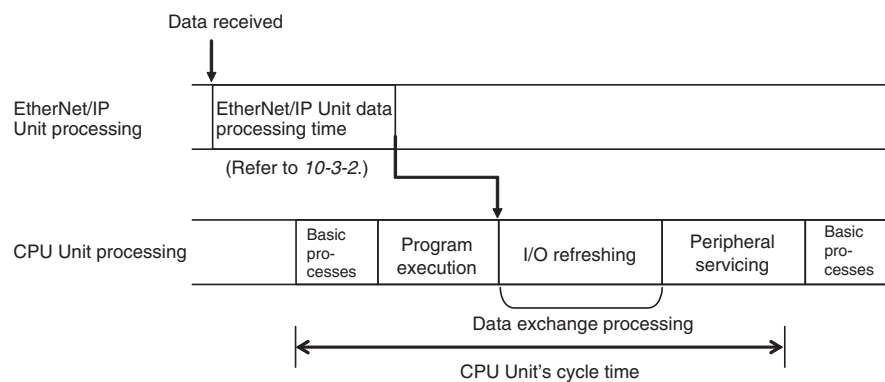 Data received
EtherNet/IP
Unit processing
EtherNet/IP Unit data
processing time
(Refer to 10-3-2.)
CPU Unit processing
Basic
pro-
cesses
Program
execution
I/O refreshing
Peripheral
servicing
Basic
pro-
cesses
Data exchange processing
CPU Unit's cycle time